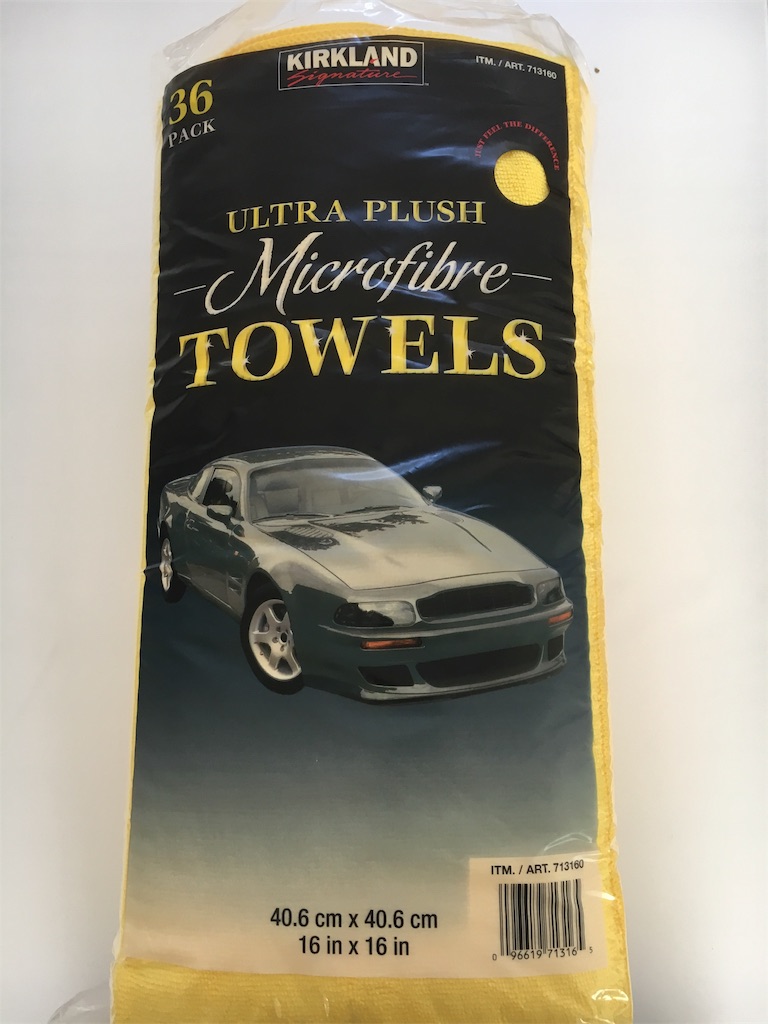 KIRKLAND
Signature
ITM. / ART. 713160
36
PACK
JUST FEEL THE DIFFERENCE
ULTRA PLUSH
Microfibre
TOWELS
ITM. / ART. 713160
40.6 cm x 40.6 cm
16 in x 16 in
0 96619 71316 5